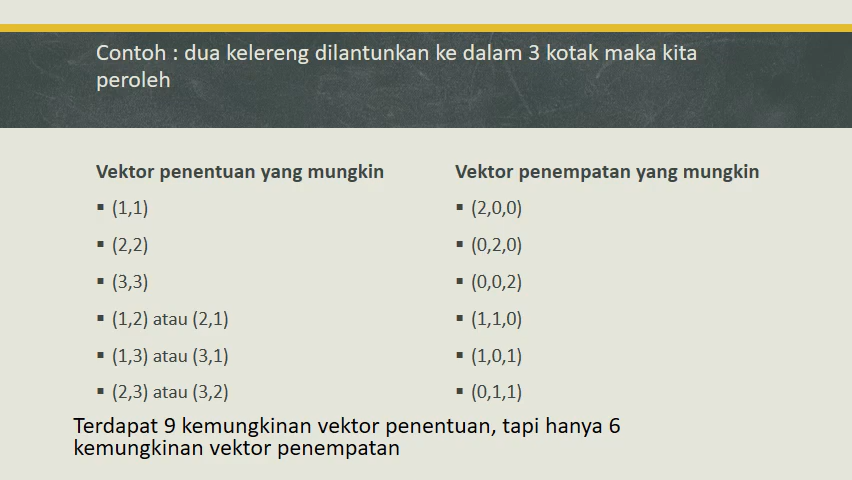 Contoh : dua kelereng dilantunkan ke dalam 3 kotak maka kita
peroleh
Vektor penentuan yang mungkin
▪ (1,1)
▪ (2,2)
▪ (3,3)
▪ (1,2) atau (2,1)
▪ (1,3) atau (3,1)
▪ (2,3) atau (3,2)
Vektor penempatan yang mungkin
▪ (2,0,0)
▪ (0,2,0)
▪ (0,0,2)
▪ (1,1,0)
▪ (1,0,1)
▪ (0,1,1)
Terdapat 9 kemungkinan vektor penentuan, tapi hanya 6
kemungkinan vektor penempatan